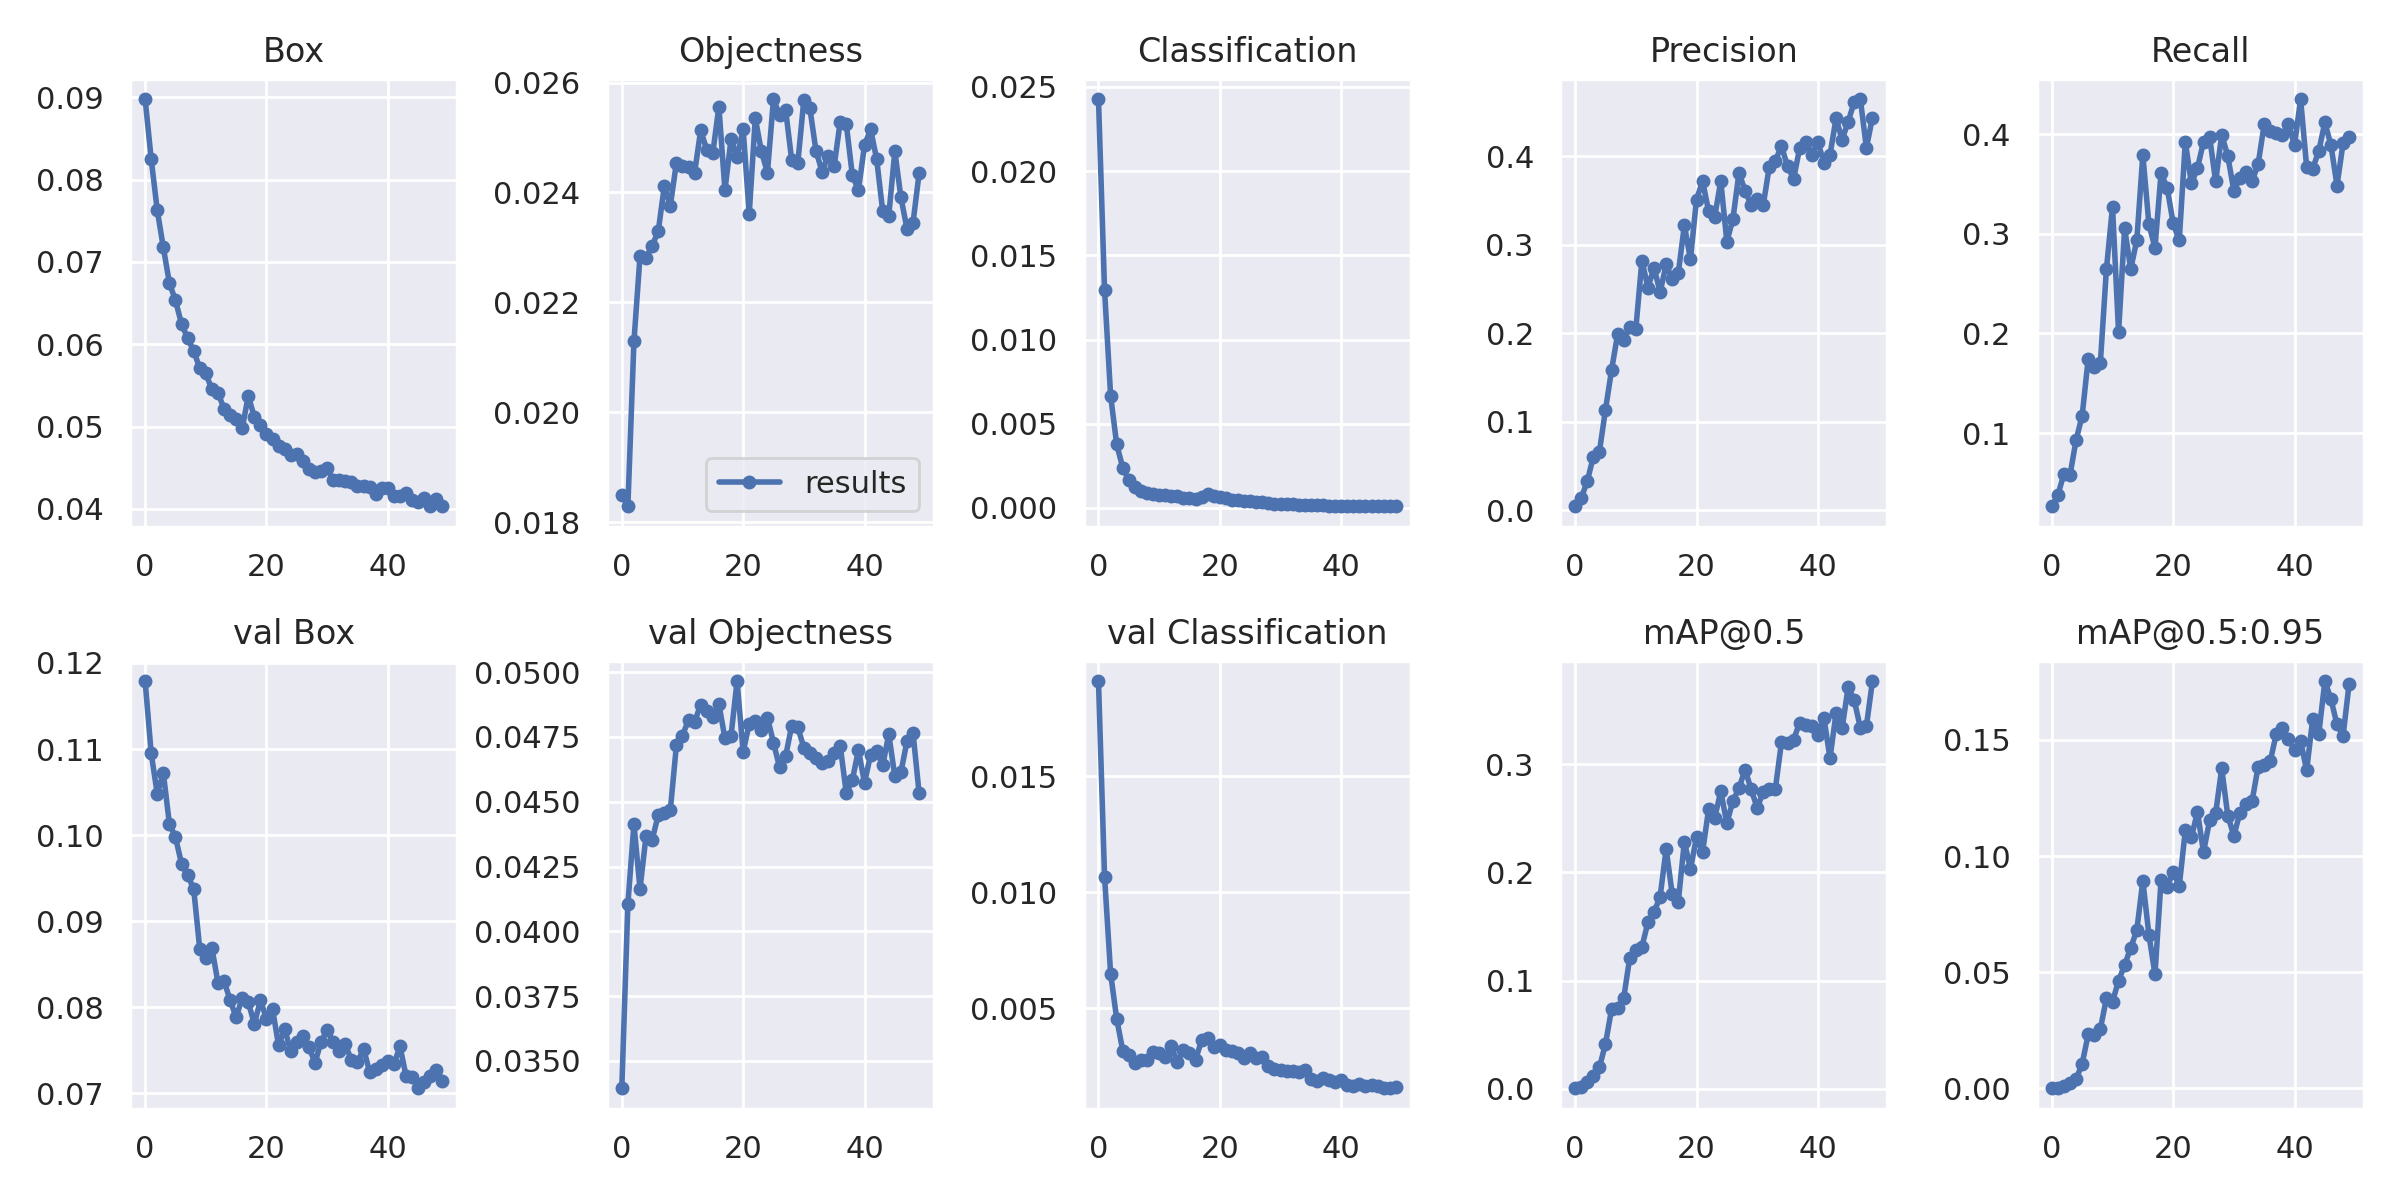 Box
0.09
0.08
0.07
0.06
0.05
0.04
0 20 40
Objectness
0.026
0.024
0.022
0.020
0.018
results
0 20 40
Classification
0.025
0.020
0.015
0.010
0.005
0.000
0 20 40
Precision
0.4
0.3
0.2
0.1
0.0
0 20 40
Recall
0.4
0.3
0.2
0.1
0 20 40
val Box
0.12
0.11
0.10
0.09
0.08
0.07
0 20 40
val Objectness
0.0500
0.0475
0.0450
0.0425
0.0400
0.0375
0.0350
0 20 40
val Classification
0.015
0.010
0.005
0 20 40
mAP@0.5
0.3
0.2
0.1
0.0
0 20 40
mAP@0.5:0.95
0.15
0.10
0.05
0.00
0 20 40